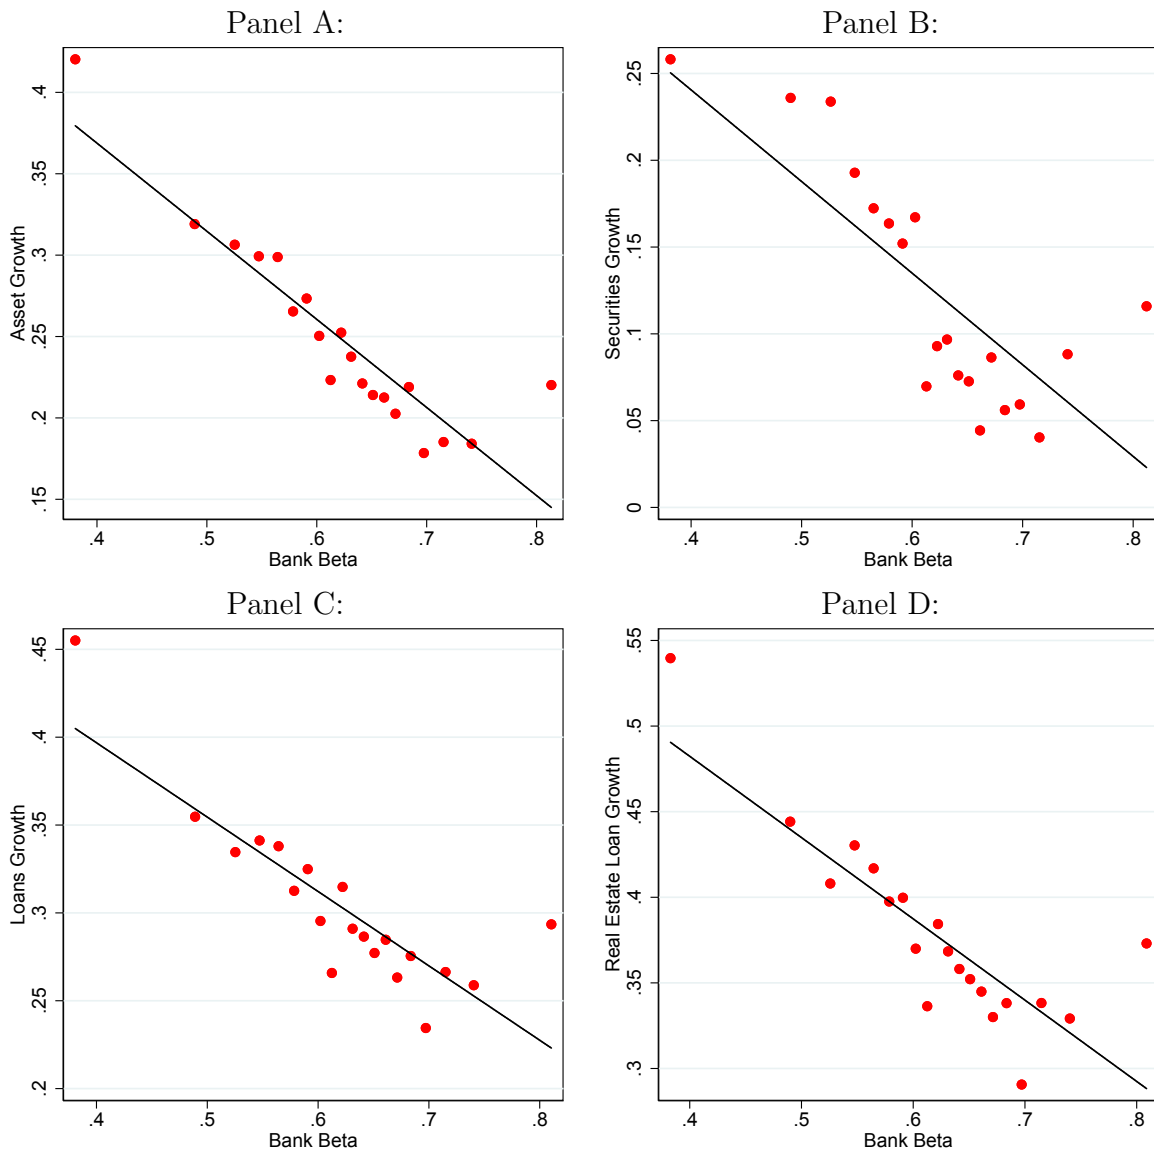 Panel A:
Asset Growth
.4
.35
.3
.25
.2
.15
.4 .5 .6 .7 .8
Bank Beta
Panel B:
Securities Growth
.25
.2
.15
.1
.05
0
.4 .5 .6 .7 .8
Bank Beta
Panel C:
Loans Growth
.45
.4
.35
.3
.25
.2
.4 .5 .6 .7 .8
Bank Beta
Panel D:
Real Estate Loan Growth
.55
.5
.45
.4
.35
.3
.4 .5 .6 .7 .8
Bank Beta